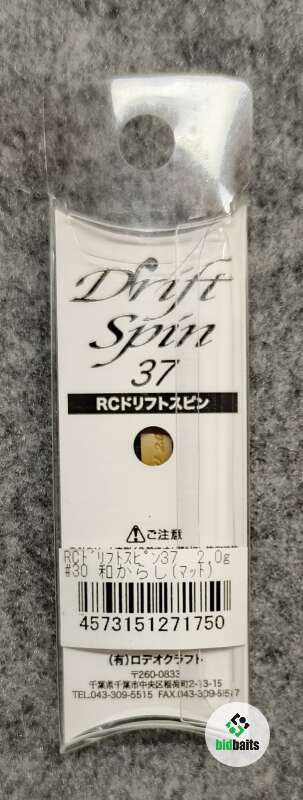 Drift
Spin
37
RCドリフトスピン
⚠ご注意
RCﾄﾞﾘﾌﾄｽﾋﾟﾝ37 2.0g
#30 和からし(マット)
4573151271750
(有)ロデオクラフト
〒260-0833
千葉県千葉市中央区稲荷町2-13-15
TEL.043-309-5515 FAX.043-309-5517
bidbaits